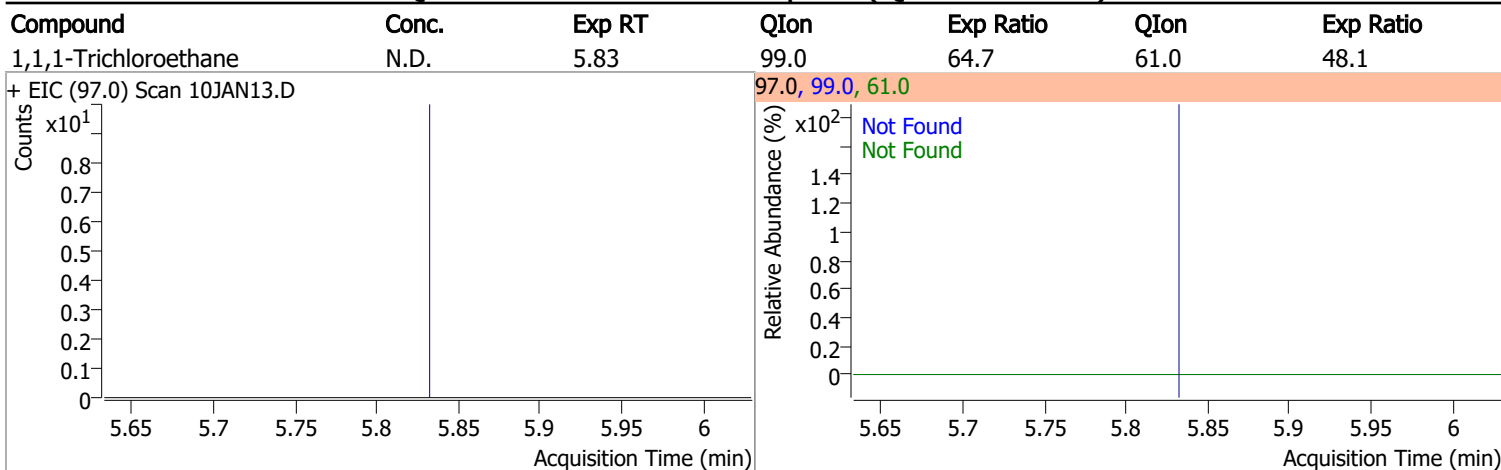 Compound Conc. Exp RT QIon Exp Ratio QIon Exp Ratio
1,1,1-Trichloroethane N.D. 5.83 99.0 64.7 61.0 48.1
+ EIC (97.0) Scan 10JAN13.D
Counts
x10¹
0.8
0.7
0.6
0.5
0.4
0.3
0.2
0.1
0
5.65 5.7 5.75 5.8 5.85 5.9 5.95 6
Acquisition Time (min)
97.0, 99.0, 61.0
Relative Abundance (%)
x10²
Not Found
Not Found
1.4
1.2
1
0.8
0.6
0.4
0.2
0
5.65 5.7 5.75 5.8 5.85 5.9 5.95 6
Acquisition Time (min)